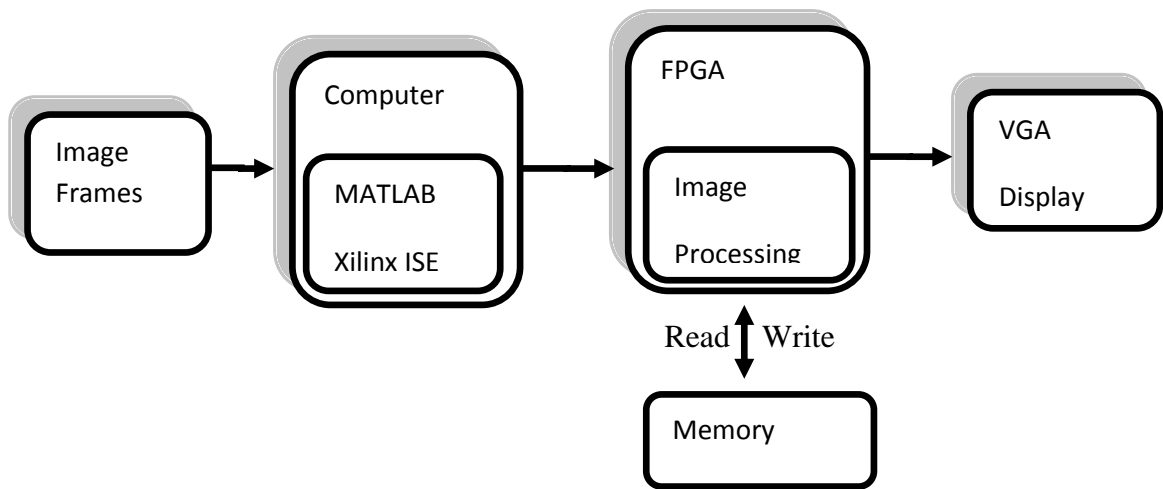 Image
Frames
Computer
MATLAB
Xilinx ISE
FPGA
Image
Processing
VGA
Display
Read Write
Memory